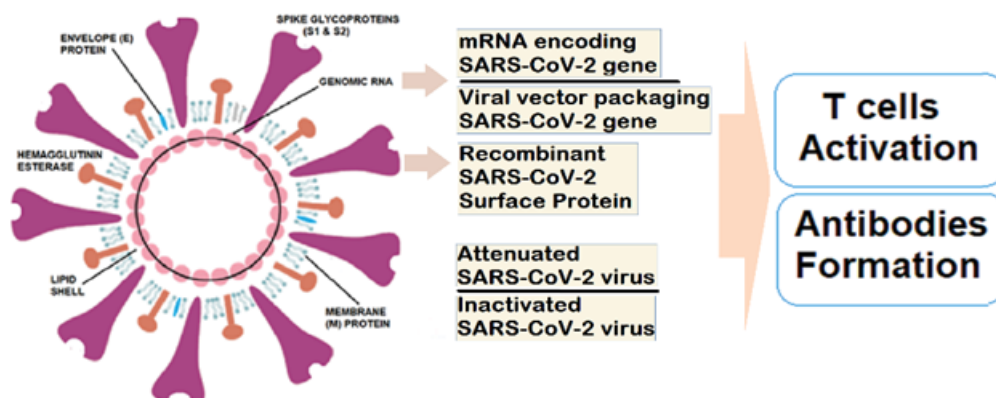 SPIKE GLYCOPROTEINS
(S1 & S2)
ENVELOPE (E)
PROTEIN
GENOMIC RNA
HEMAGGLUTININ
ESTERASE
LIPID
SHELL
MEMBRANE
(M) PROTEIN
mRNA encoding
SARS-CoV-2 gene
Viral vector packaging
SARS-CoV-2 gene
Recombinant
SARS-CoV-2
Surface Protein
Attenuated
SARS-CoV-2 virus
Inactivated
SARS-CoV-2 virus
T cells
Activation
Antibodies
Formation